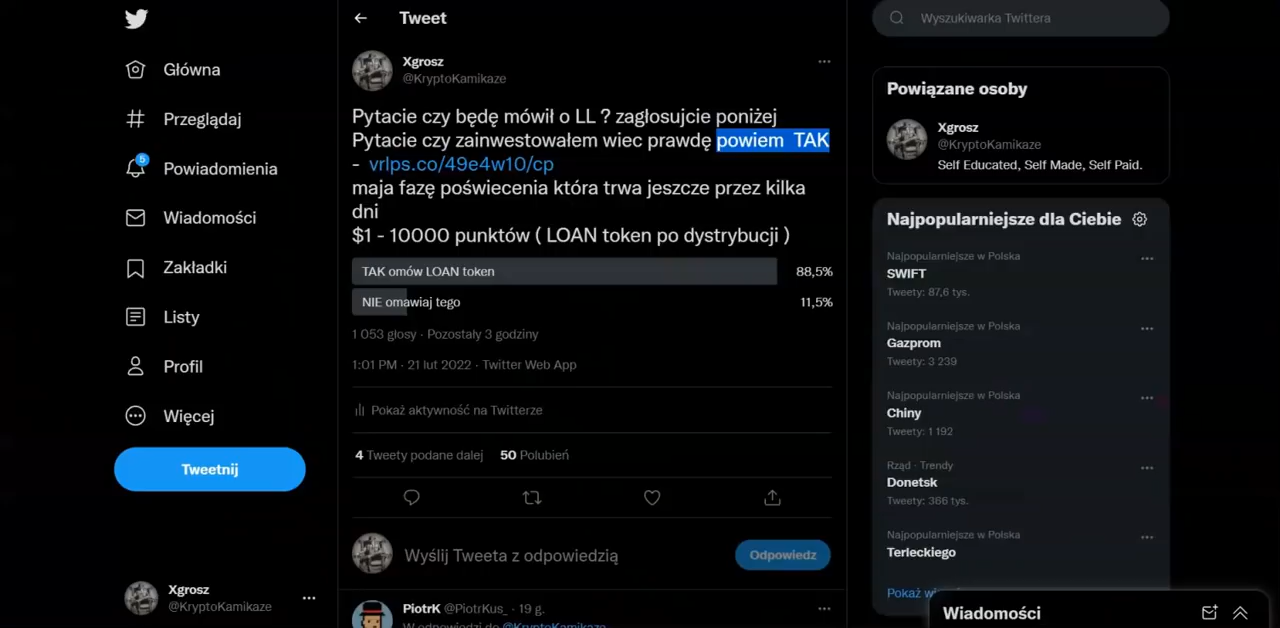 Główna
Przeglądaj
5
Powiadomienia
Wiadomości
Zakładki
Listy
Profil
Więcej
Tweetnij
Xgrosz
@KryptoKamikaze
Tweet
Xgrosz
@KryptoKamikaze
Pytacie czy będę mówił o LL ? zagłosujcie poniżej
Pytacie czy zainwestowałem wiec prawdę powiem TAK
- vrlps.co/49e4w10/cp
maja fazę poświecenia która trwa jeszcze przez kilka
dni
$1 - 10000 punktów ( LOAN token po dystrybucji )
TAK omów LOAN token 88,5%
NIE omawiaj tego 11,5%
1 053 głosy · Pozostały 3 godziny
1:01 PM · 21 lut 2022 · Twitter Web App
Pokaż aktywność na Twitterze
4 Tweety podane dalej 50 Polubień
Wyślij Tweeta z odpowiedzią
Odpowiedz
PiotrK @PiotrKus_ · 19 g.
W odpowiedzi do @KryptoKamikaze
Wyszukiwarka Twittera
Powiązane osoby
Xgrosz
@KryptoKamikaze
Self Educated, Self Made, Self Paid.
Najpopularniejsze dla Ciebie
Najpopularniejsze w Polska
SWIFT
Tweety: 87,6 tys.
Najpopularniejsze w Polska
Gazprom
Tweety: 3 239
Najpopularniejsze w Polska
Chiny
Tweety: 1 192
Rząd · Trendy
Donetsk
Tweety: 366 tys.
Najpopularniejsze w Polska
Terleckiego
Pokaż
Wiadomości